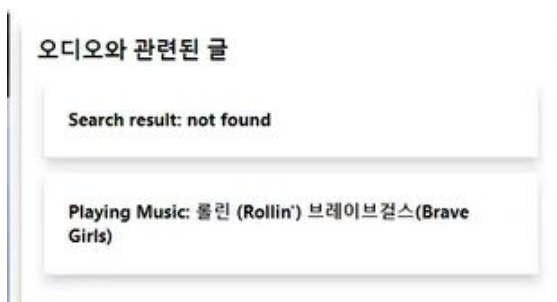 오디오와 관련된 글
Search result: not found
Playing Music: 롤린 (Rollin') 브레이브걸스(Brave
Girls)